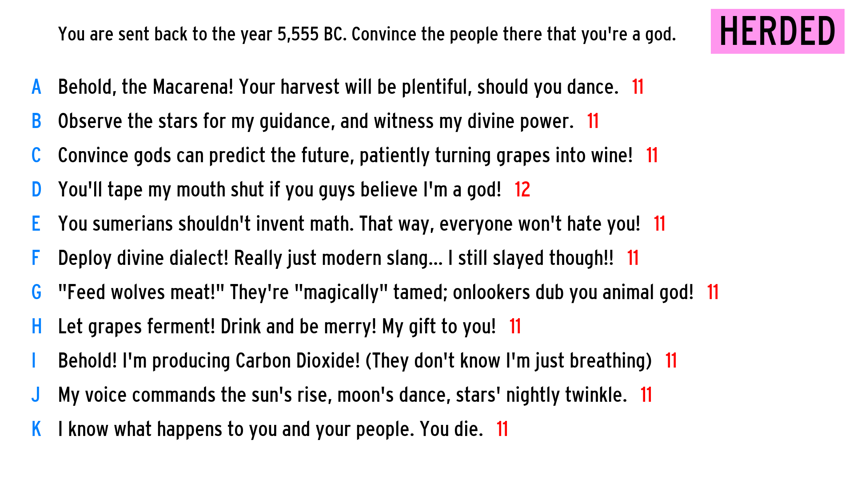 You are sent back to the year 5,555 BC. Convince the people there that you're a god.
HERDED
A Behold, the Macarena! Your harvest will be plentiful, should you dance. 11
B Observe the stars for my guidance, and witness my divine power. 11
C Convince gods can predict the future, patiently turning grapes into wine! 11
D You'll tape my mouth shut if you guys believe I'm a god! 12
E You sumerians shouldn't invent math. That way, everyone won't hate you! 11
F Deploy divine dialect! Really just modern slang... I still slayed though!! 11
G "Feed wolves meat!" They're "magically" tamed; onlookers dub you animal god! 11
H Let grapes ferment! Drink and be merry! My gift to you! 11
I Behold! I'm producing Carbon Dioxide! (They don't know I'm just breathing) 11
J My voice commands the sun's rise, moon's dance, stars' nightly twinkle. 11
K I know what happens to you and your people. You die. 11